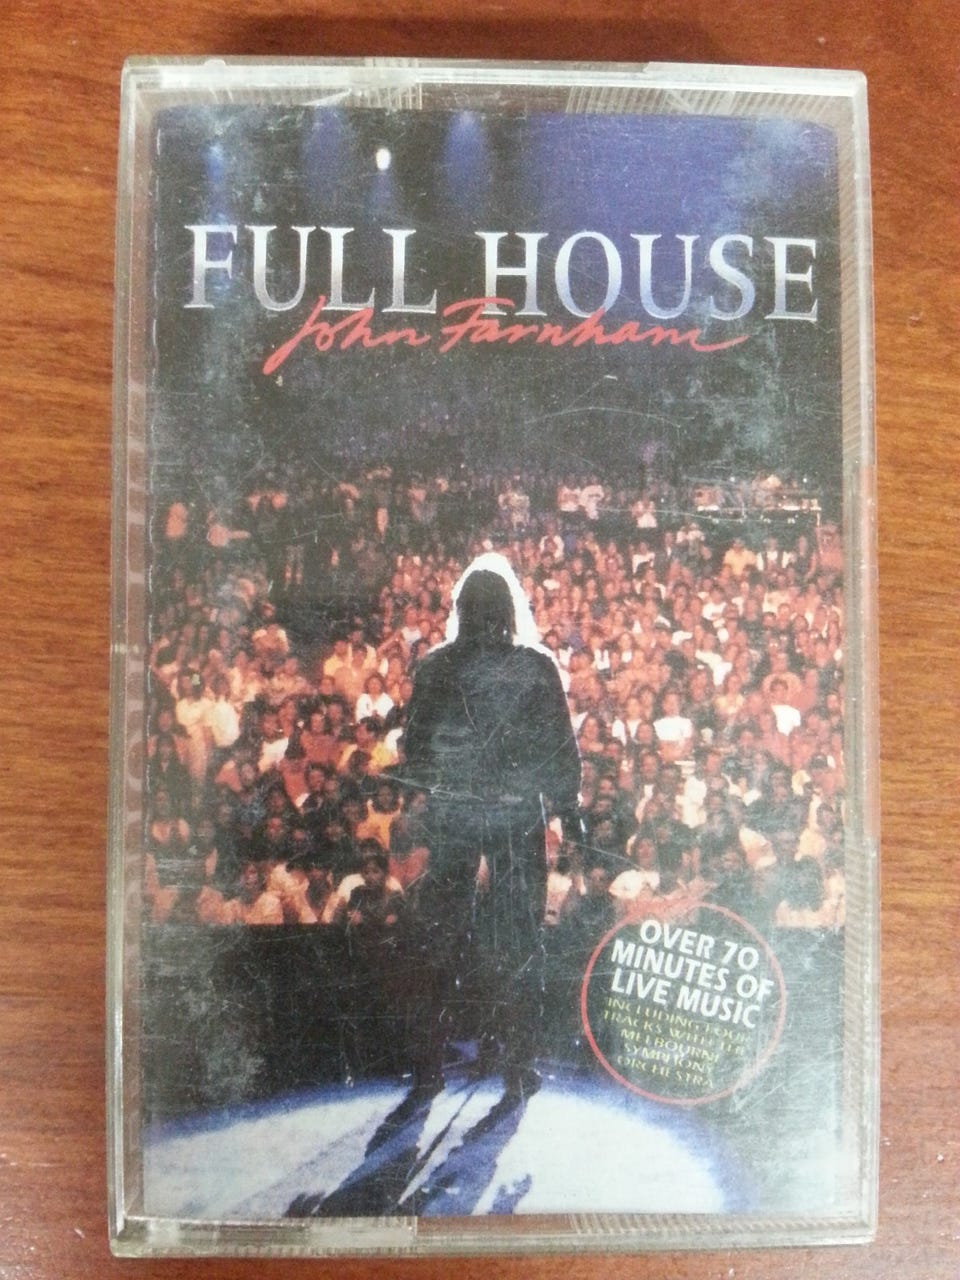 FULL HOUSE
John Farnham
OVER 70
MINUTES OF
LIVE MUSIC
INCLUDING FOUR
TRACKS WITH THE
MELBOURNE
SYMPHONY
ORCHESTRA